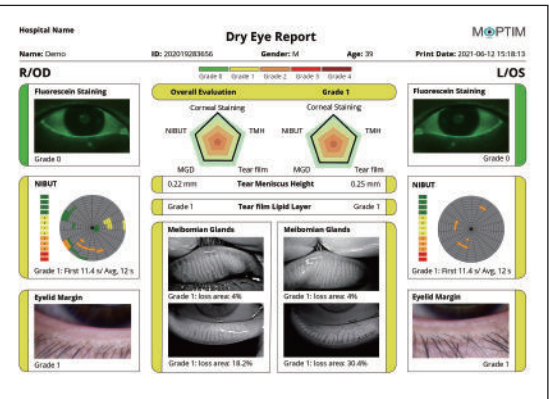 Hospital Name
Dry Eye Report
MOPTIM
Name: Demo
ID: 202019283656
Gender: M
Age: 39
Print Date: 2021-06-12 15:18:13
R/OD
Grade 0
Grade 1
Grade 2
Grade 3
Grade 4
L/OS
Fluorescein Staining
Grade 0
Overall Evaluation
Grade 1
Corneal Staining
NIBUT
TMH
MGD
Tear film
Corneal Staining
NIBUT
TMH
MGD
Tear film
Fluorescein Staining
Grade 0
0.22 mm
Tear Meniscus Height
0.25 mm
Grade 1
Tear film Lipid Layer
Grade 1
NIBUT
Grade 1: First 11.4 s/ Avg, 12 s
Meibomian Glands
Grade 1: loss area: 4%
Grade 1: loss area: 18.2%
Meibomian Glands
Grade 1: loss area: 4%
Grade 1: loss area: 30.4%
NIBUT
Grade 1: First 11.4 s/ Avg, 12 s
Eyelid Margin
Grade 1
Eyelid Margin
Grade 1